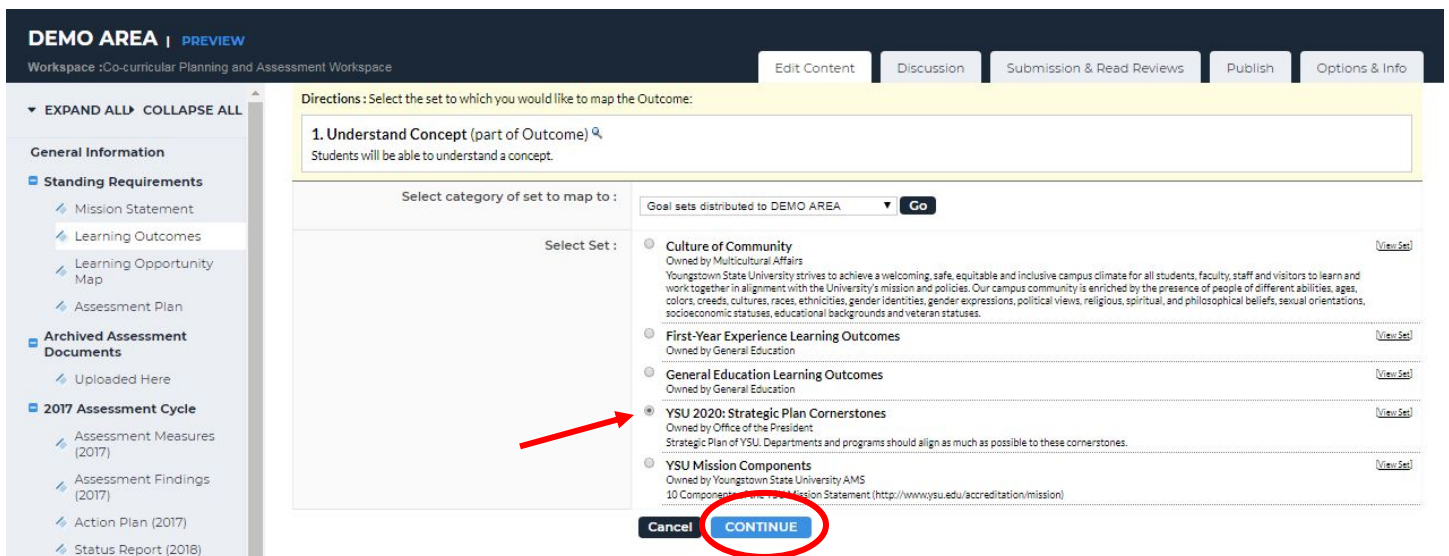 DEMO AREA | PREVIEW
Workspace :Co-curricular Planning and Assessment Workspace
Edit Content
Discussion
Submission & Read Reviews
Publish
Options & Info
EXPAND ALL COLLAPSE ALL
General Information
Standing Requirements
Mission Statement
Learning Outcomes
Learning Opportunity
Map
Assessment Plan
Archived Assessment
Documents
Uploaded Here
2017 Assessment Cycle
Assessment Measures
(2017)
Assessment Findings
(2017)
Action Plan (2017)
Status Report (2018)
Directions : Select the set to which you would like to map the Outcome:
1. Understand Concept (part of Outcome)
Students will be able to understand a concept.
Select category of set to map to :
Goal sets distributed to DEMO AREA
Go
Select Set :
Culture of Community
[View Set]
Owned by Multicultural Affairs
Youngstown State University strives to achieve a welcoming, safe, equitable and inclusive campus climate for all students, faculty, staff and visitors to learn and
work together in alignment with the University's mission and policies. Our campus community is enriched by the presence of people of different abilities, ages,
colors, creeds, cultures, races, ethnicities, gender identities, gender expressions, political views, religious, spiritual, and philosophical beliefs, sexual orientations,
socioeconomic statuses, educational backgrounds and veteran statuses.
First-Year Experience Learning Outcomes
[View Set]
Owned by General Education
General Education Learning Outcomes
[View Set]
Owned by General Education
YSU 2020: Strategic Plan Cornerstones
[View Set]
Owned by Office of the President
Strategic Plan of YSU. Departments and programs should align as much as possible to these cornerstones.
YSU Mission Components
[View Set]
Owned by Youngstown State University AMS
10 Components of the YSU Mission Statement (http://www.ysu.edu/accreditation/mission)
Cancel
CONTINUE